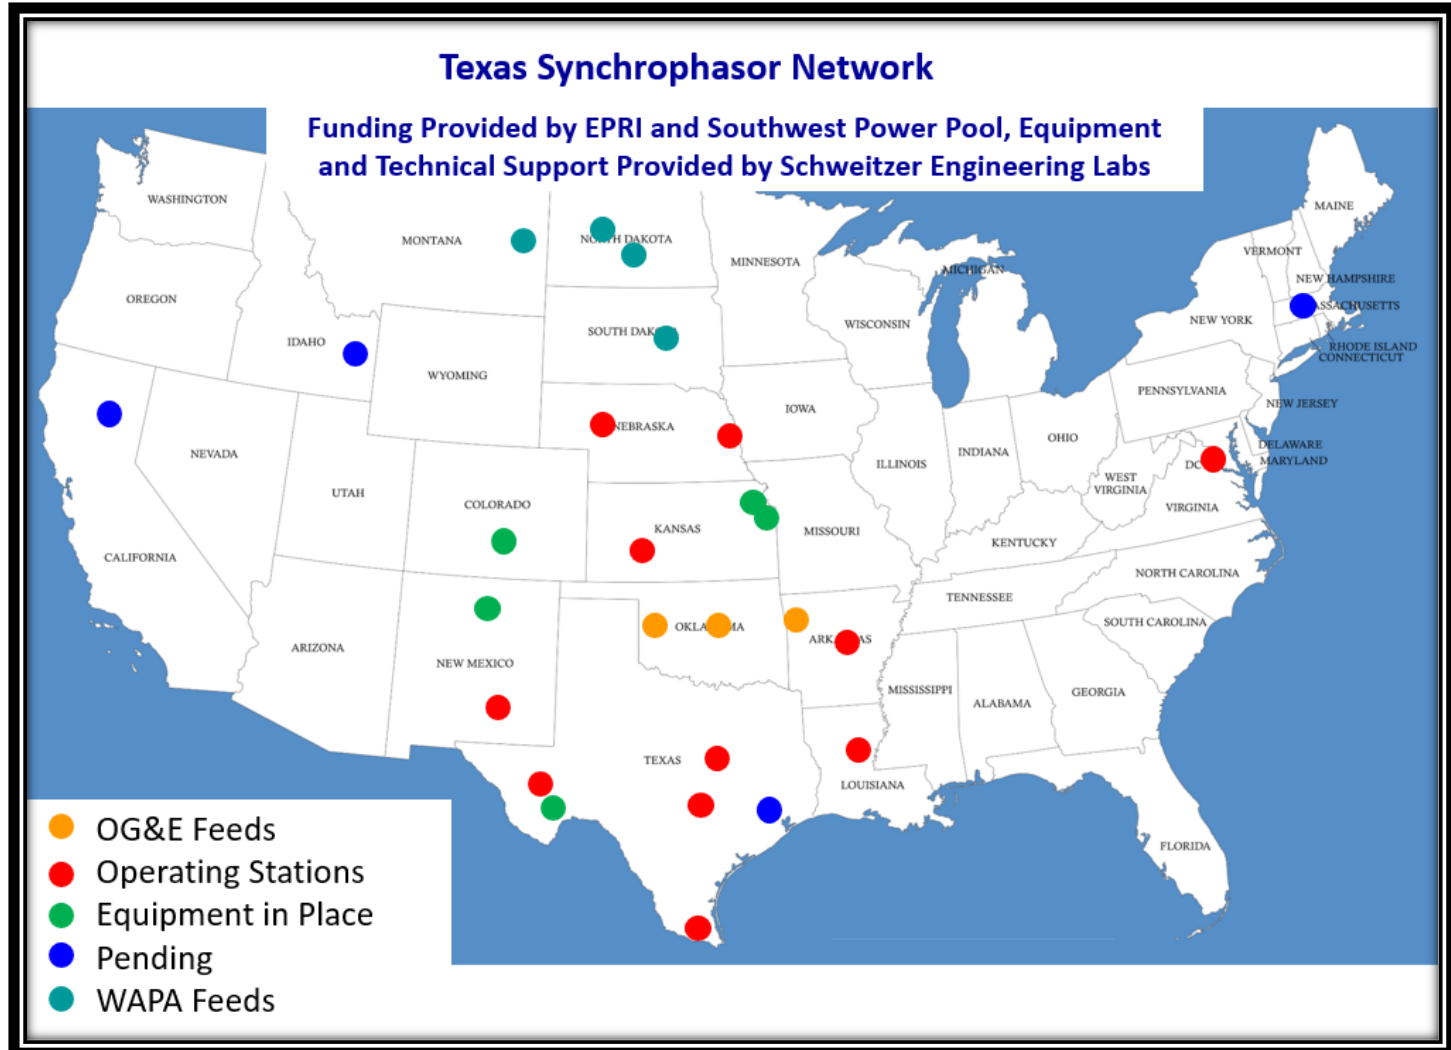 Texas Synchrophasor Network
Funding Provided by EPRI and Southwest Power Pool, Equipment
and Technical Support Provided by Schweitzer Engineering Labs
WASHINGTON
MONTANA
MINNESOTA
MICHIGAN
MAINE
VERMONT
NEW HAMPSHIRE
OREGON
IDAHO
WYOMING
WISCONSIN
NEW YORK
RHODE ISLAND
CONNECTICUT
IOWA
PENNSYLVANIA
NEW JERSEY
NEBRASKA
NEVADA
UTAH
COLORADO
ILLINOIS
INDIANA
OHIO
DELAWARE
MARYLAND
DC
WEST
VIRGINIA
VIRGINIA
CALIFORNIA
KANSAS
MISSOURI
KENTUCKY
NORTH CAROLINA
TENNESSEE
SOUTH CAROLINA
ARIZONA
NEW MEXICO
MISSISSIPPI
ALABAMA
GEORGIA
TEXAS
LOUISIANA
FLORIDA
OG&E Feeds
Operating Stations
Equipment in Place
Pending
WAPA Feeds